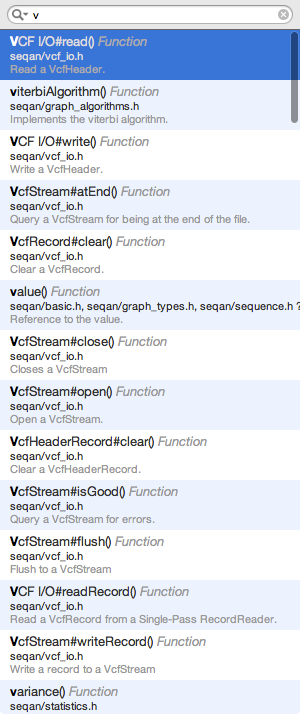 v
VCF I/O#read() Function
seqan/vcf_io.h
Read a VcfHeader.
viterbiAlgorithm() Function
seqan/graph_algorithms.h
Implements the viterbi algorithm.
VCF I/O#write() Function
seqan/vcf_io.h
Write a VcfHeader.
VcfStream#atEnd() Function
seqan/vcf_io.h
Query a VcfStream for being at the end of the file.
VcfRecord#clear() Function
seqan/vcf_io.h
Clear a VcfRecord.
value() Function
seqan/basic.h, seqan/graph_types.h, seqan/sequence.h ?
Reference to the value.
VcfStream#close() Function
seqan/vcf_io.h
Closes a VcfStream
VcfStream#open() Function
seqan/vcf_io.h
Open a VcfStream.
VcfHeaderRecord#clear() Function
seqan/vcf_io.h
Clear a VcfHeaderRecord.
VcfStream#isGood() Function
seqan/vcf_io.h
Query a VcfStream for errors.
VcfStream#flush() Function
seqan/vcf_io.h
Flush to a VcfStream
VCF I/O#readRecord() Function
seqan/vcf_io.h
Read a VcfRecord from a Single-Pass RecordReader.
VcfStream#writeRecord() Function
seqan/vcf_io.h
Write a record to a VcfStream
variance() Function
seqan/statistics.h